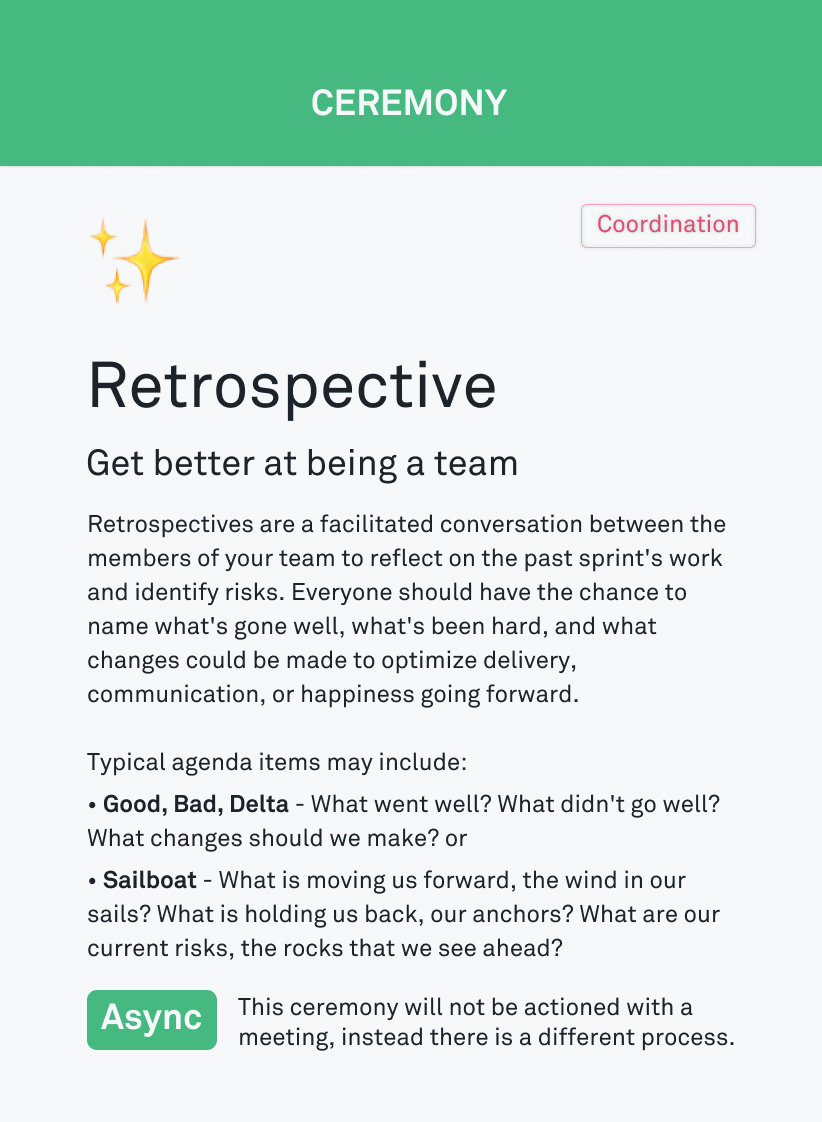 CEREMONY
Coordination
Retrospective
Get better at being a team
Retrospectives are a facilitated conversation between the
members of your team to reflect on the past sprint's work
and identify risks. Everyone should have the chance to
name what's gone well, what's been hard, and what
changes could be made to optimize delivery,
communication, or happiness going forward.
Typical agenda items may include:
• Good, Bad, Delta - What went well? What didn't go well?
What changes should we make? or
• Sailboat - What is moving us forward, the wind in our
sails? What is holding us back, our anchors? What are our
current risks, the rocks that we see ahead?
Async
This ceremony will not be actioned with a
meeting, instead there is a different process.